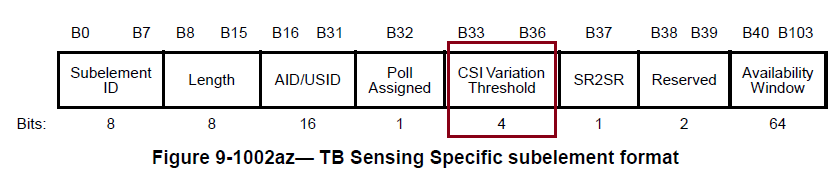 B0 B7 B8 B15 B16 B31 B32 B33 B36 B37 B38 B39 B40 B103
Subelement ID Length AID/USID Poll Assigned CSI Variation Threshold SR2SR Reserved Availability Window
Bits: 8 8 16 1 4 1 2 64
Figure 9-1002az— TB Sensing Specific subelement format